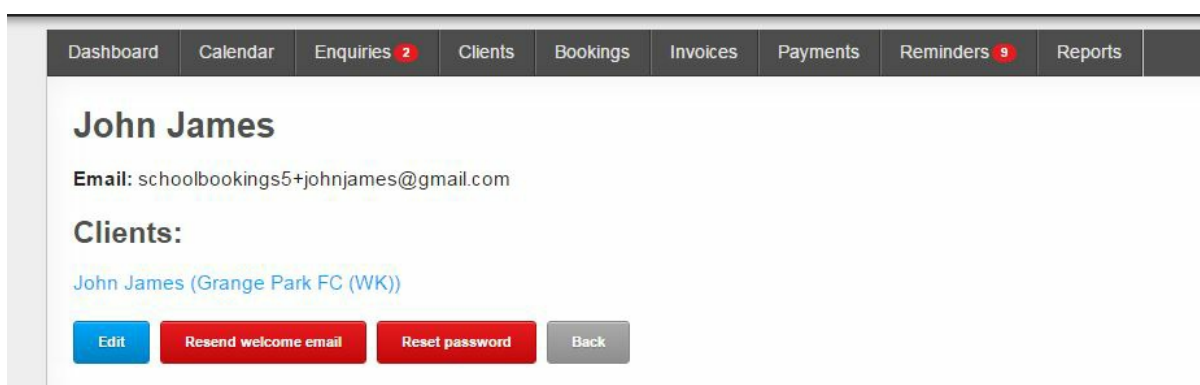 Dashboard Calendar Enquiries 2 Clients Bookings Invoices Payments Reminders 9 Reports
John James
Email: schoolbookings5+johnjames@gmail.com
Clients:
John James (Grange Park FC (WK))
Edit Resend welcome email Reset password Back